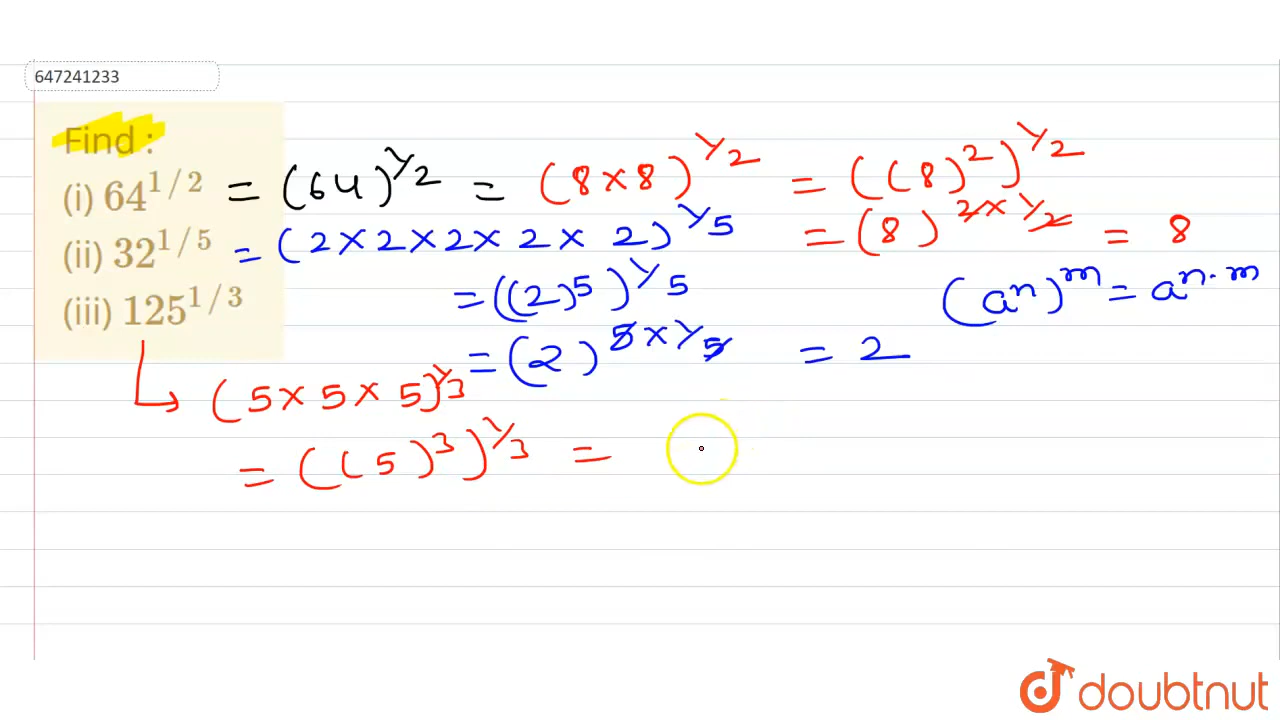 647241233
Find :
(i) 64^{1/2} = (64)^{1/2} = (8 × 8)^{1/2} = ((8)^2)^{1/2}
= (8)^{2 × 1/2} = 8
(ii) 32^{1/5} = (2 × 2 × 2 × 2 × 2)^{1/5}
= ((2)^5)^{1/5}
(a^n)^m = a^{n·m}
= (2)^{5 × 1/5} = 2
(iii) 125^{1/3}
(5 × 5 × 5)^{1/3}
= ((5)^3)^{1/3} =
doubtnut